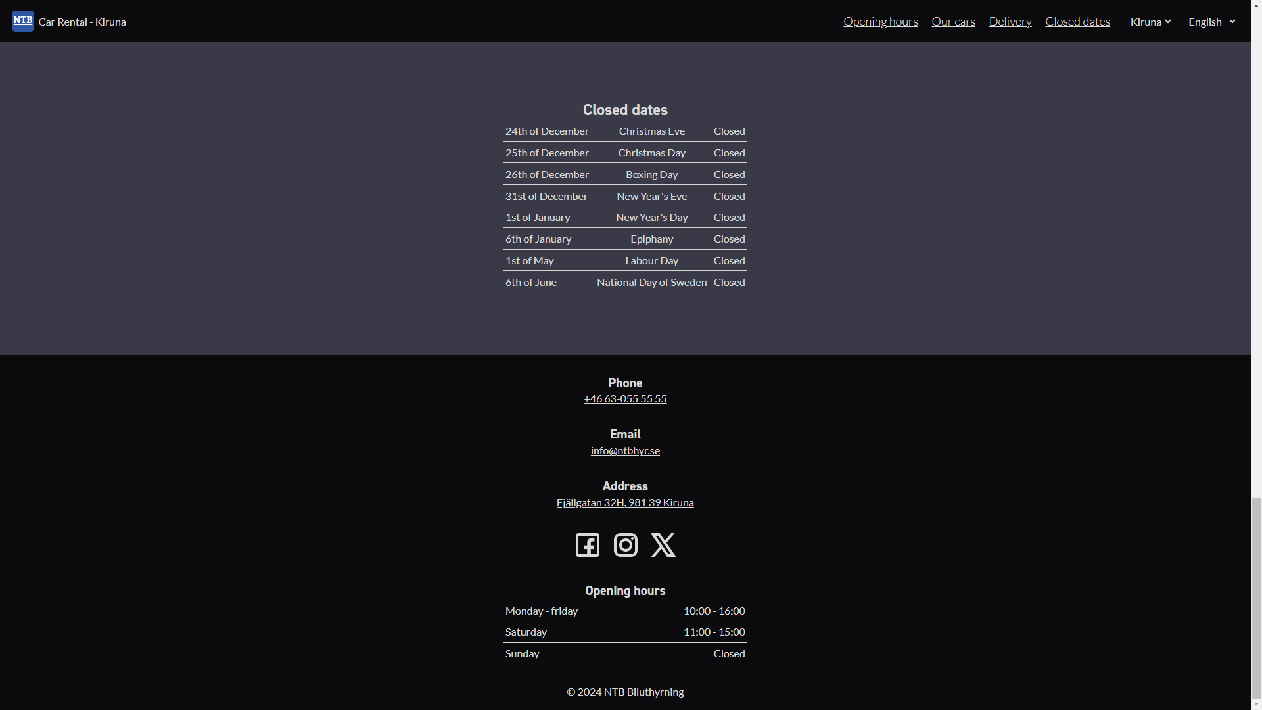 NTB Car Rental - Kiruna Opening hours Our cars Delivery Closed dates Kiruna English
Closed dates
24th of December Christmas Eve Closed
25th of December Christmas Day Closed
26th of December Boxing Day Closed
31st of December New Year's Eve Closed
1st of January New Year's Day Closed
6th of January Epiphany Closed
1st of May Labour Day Closed
6th of June National Day of Sweden Closed
Phone
+46 63-055 55 55
Email
info@ntbhyr.se
Address
Fjällgatan 32H, 981 39 Kiruna
Opening hours
Monday - friday 10:00 - 16:00
Saturday 11:00 - 15:00
Sunday Closed
© 2024 NTB Biluthyrning